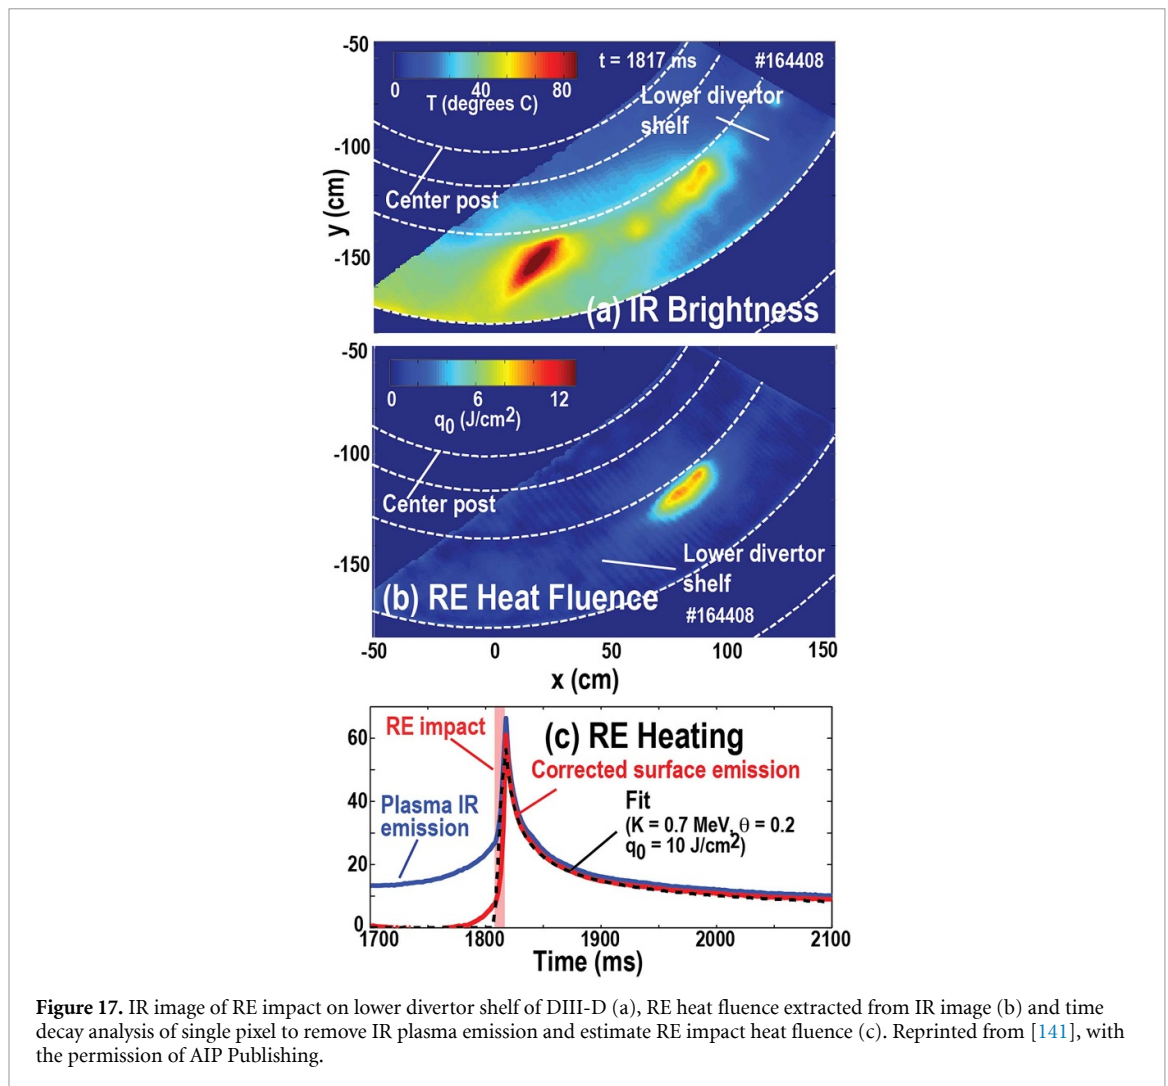 -50
t = 1817 ms
#164408
0
40
80
T (degrees C)
Lower divertor
shelf
-100
Center post
y (cm)
-150
(a) IR Brightness
-50
0
6
12
q0 (J/cm2)
-100
Center post
-150
Lower divertor
shelf
(b) RE Heat Fluence
#164408
-50
0
50
100
150
x (cm)
RE impact
(c) RE Heating
60
Corrected surface emission
Plasma IR
emission
Fit
(K = 0.7 MeV, θ = 0.2
q0 = 10 J/cm2)
40
20
0
1700
1800
1900
2000
2100
Time (ms)
Figure 17. IR image of RE impact on lower divertor shelf of DIII-D (a), RE heat fluence extracted from IR image (b) and time
decay analysis of single pixel to remove IR plasma emission and estimate RE impact heat fluence (c). Reprinted from [141], with
the permission of AIP Publishing.